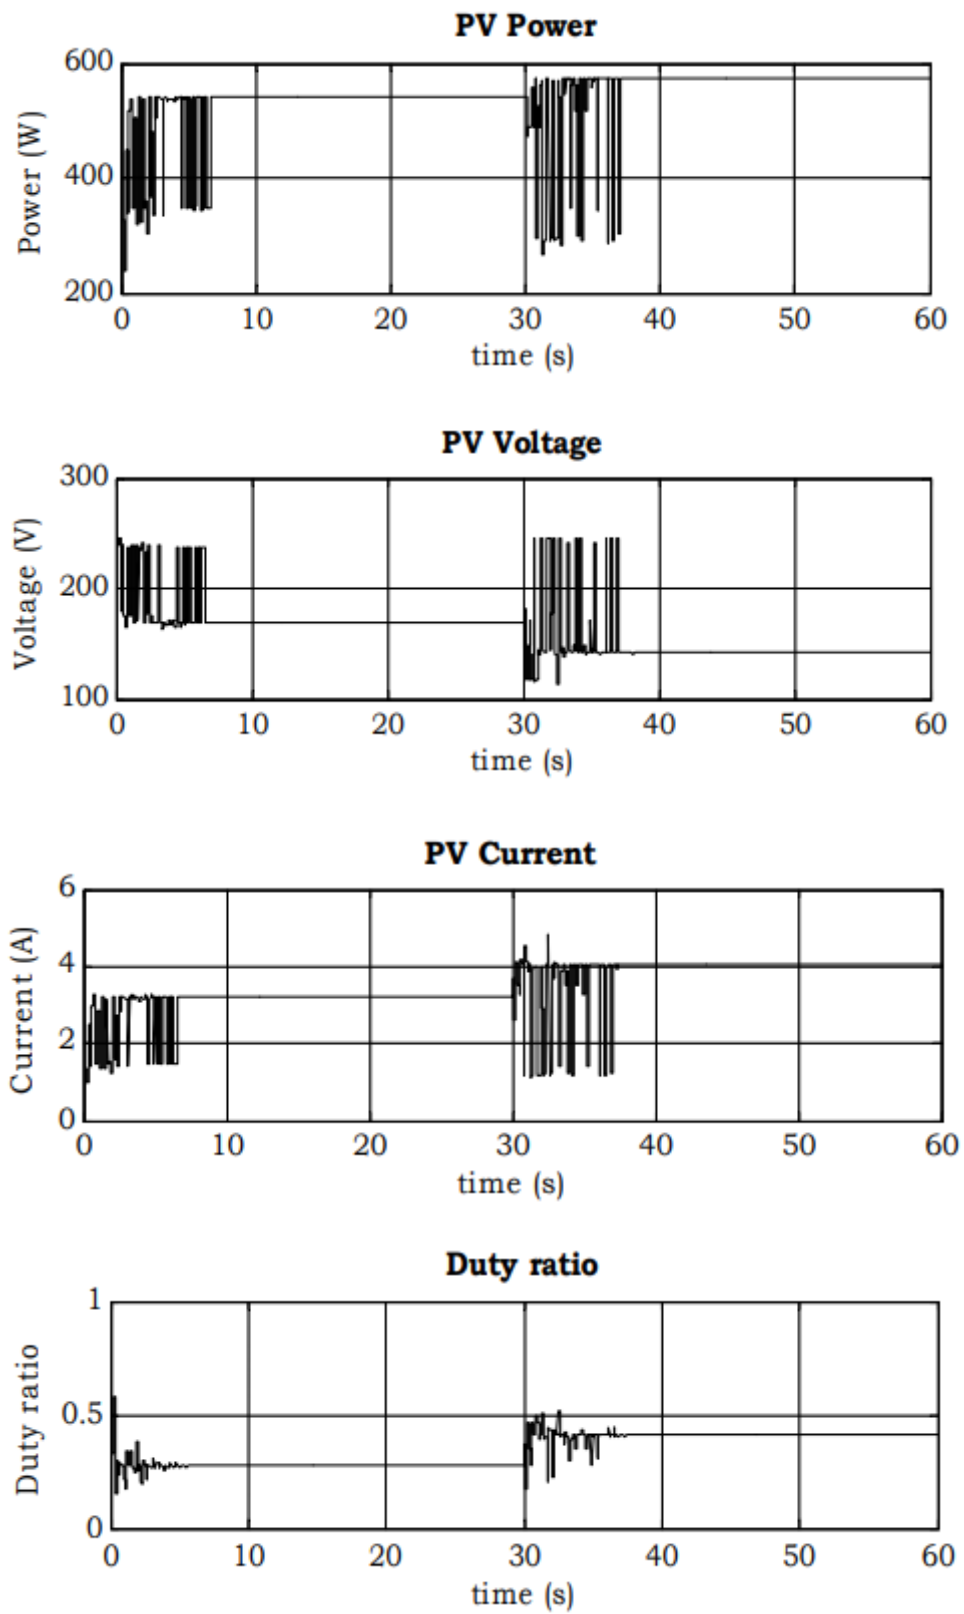 PV Power
600
400
200
Power (W)
0 10 20 30 40 50 60
time (s)
PV Voltage
300
200
100
Voltage (V)
0 10 20 30 40 50 60
time (s)
PV Current
6
4
2
0
Current (A)
0 10 20 30 40 50 60
time (s)
Duty ratio
1
0.5
0
Duty ratio
0 10 20 30 40 50 60
time (s)